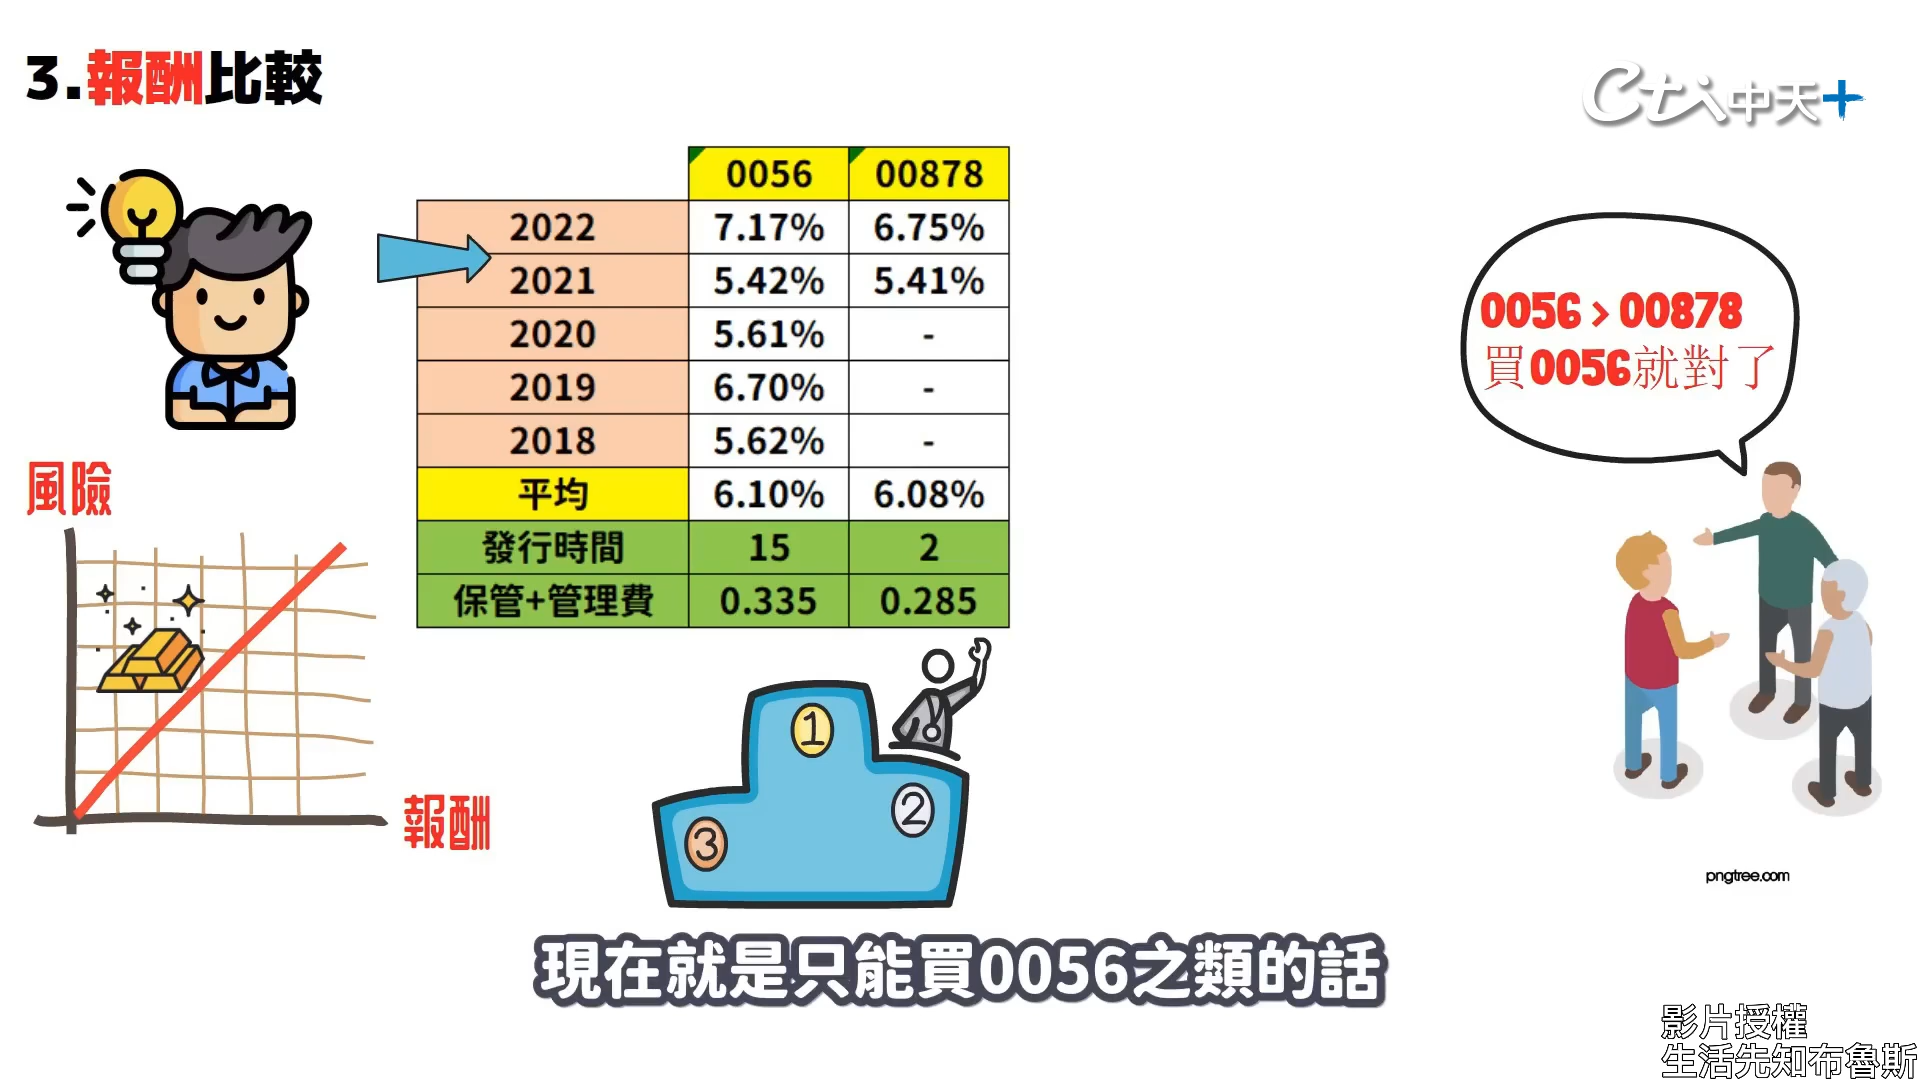 3.報酬比較
Cti中天+
0056 00878
2022 7.17% 6.75%
2021 5.42% 5.41%
2020 5.61% -
2019 6.70% -
2018 5.62% -
平均 6.10% 6.08%
發行時間 15 2
保管+管理費 0.335 0.285
0056 > 00878
買0056就對了
風險
報酬
1
2
3
pngtree.com
現在就是只能買0056之類的話
影片授權
生活先知布魯斯